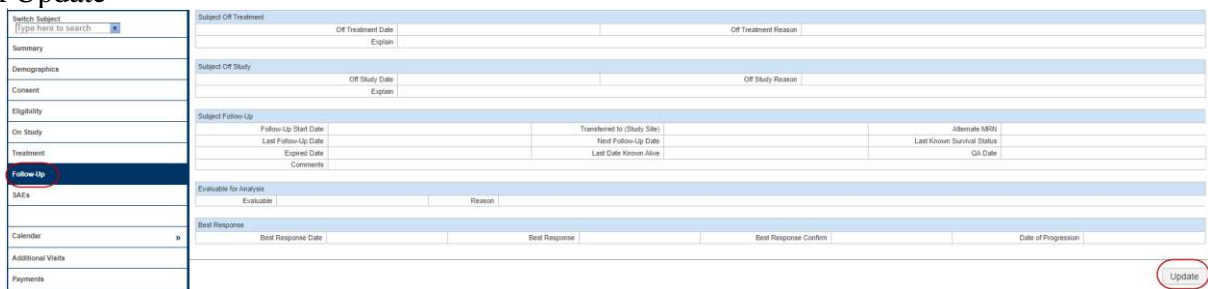 Update
Switch Subject
Type here to search
Summary
Demographics
Consent
Eligibility
On Study
Treatment
Follow-Up
SAEs
Calendar »
Additional Visits
Payments
Subject Off Treatment
Off Treatment Date Off Treatment Reason
Explain
Subject Off Study
Off Study Date Off Study Reason
Explain
Subject Follow-Up
Follow-Up Start Date Transferred to (Study Site) Alternate MRN
Last Follow-Up Date Next Follow-Up Date Last Known Survival Status
Expired Date Last Date Known Alive QA Date
Comments
Evaluable for Analysis
Evaluable Reason
Best Response
Best Response Date Best Response Best Response Confirm Date of Progression
Update